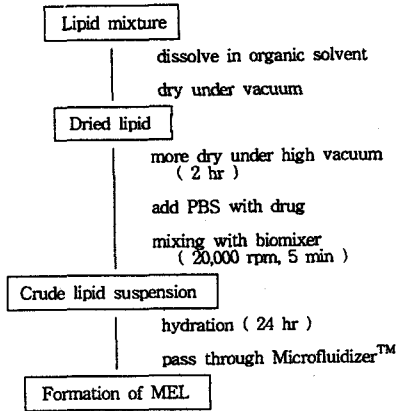 Lipid mixture
dissolve in organic solvent
dry under vacuum
Dried lipid
more dry under high vacuum
( 2 hr )
add PBS with drug
mixing with biomixer
( 20,000 rpm, 5 min )
Crude lipid suspension
hydration ( 24 hr )
pass through Microfluidizer™
Formation of MEL